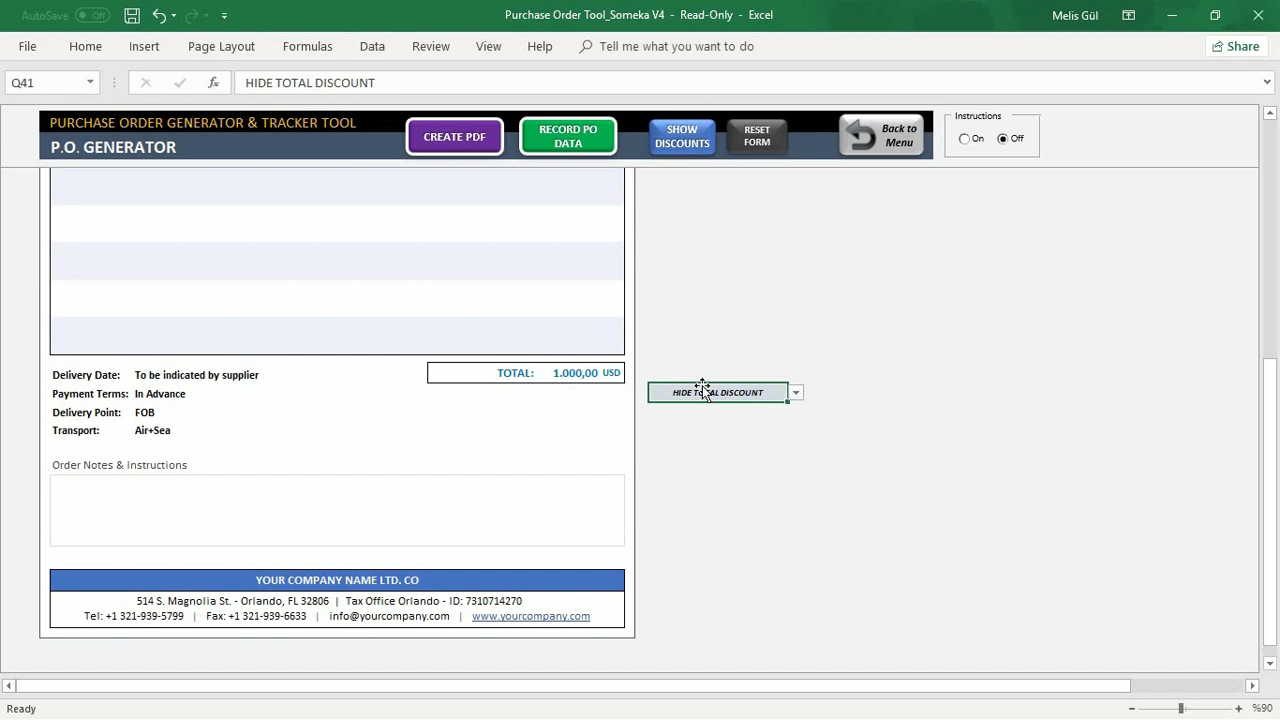 AutoSave Off
Purchase Order Tool_Someka V4 - Read-Only - Excel
Melis Gül
File Home Insert Page Layout Formulas Data Review View Help Tell me what you want to do Share
Q41 fx HIDE TOTAL DISCOUNT
PURCHASE ORDER GENERATOR & TRACKER TOOL
P.O. GENERATOR
CREATE PDF
RECORD PO
DATA
SHOW
DISCOUNTS
RESET
FORM
Back to
Menu
Instructions
On Off
Delivery Date: To be indicated by supplier
TOTAL: 1.000,00 USD
Payment Terms: In Advance
HIDE TOTAL DISCOUNT
Delivery Point: FOB
Transport: Air+Sea
Order Notes & Instructions
YOUR COMPANY NAME LTD. CO
514 S. Magnolia St. - Orlando, FL 32806 | Tax Office Orlando - ID: 7310714270
Tel: +1 321-939-5799 | Fax: +1 321-939-6633 | info@yourcompany.com | www.yourcompany.com
Ready
%90